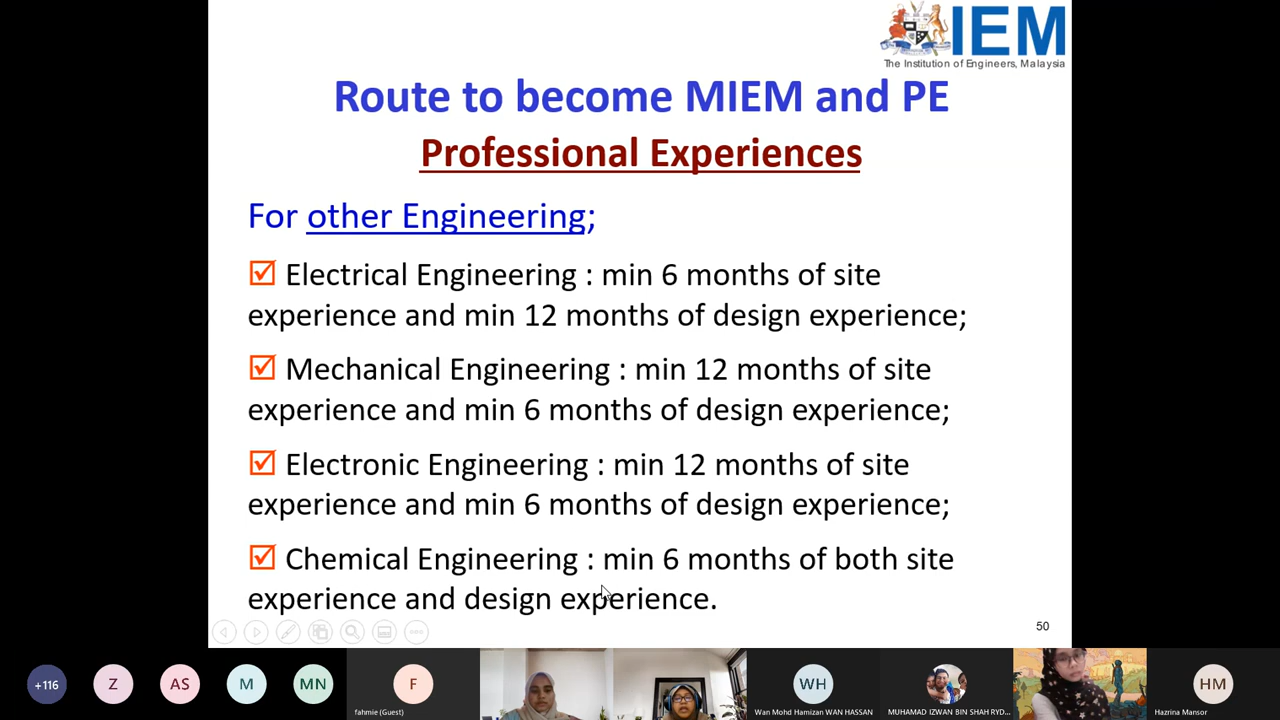 IEM
The Institution of Engineers, Malaysia
Route to become MIEM and PE
Professional Experiences
For other Engineering;
Electrical Engineering : min 6 months of site
experience and min 12 months of design experience;
Mechanical Engineering : min 12 months of site
experience and min 6 months of design experience;
Electronic Engineering : min 12 months of site
experience and min 6 months of design experience;
Chemical Engineering : min 6 months of both site
experience and design experience.
50
+116
Z
AS
M
MN
F
fahmie (Guest)
WH
Wan Mohd Hamizan WAN HASSAN
MUHAMAD IZWAN BIN SHAH RYD...
HM
Hazrina Mansor